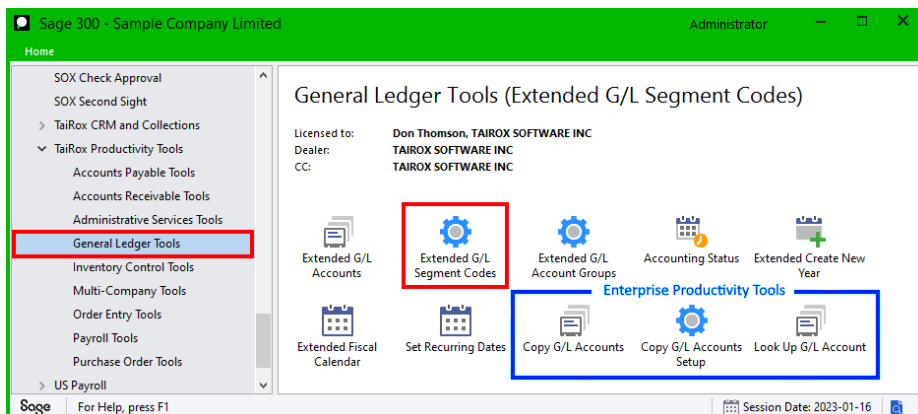 Sage 300 - Sample Company Limited
Administrator
Home
SOX Check Approval
SOX Second Sight
TaiRox CRM and Collections
TaiRox Productivity Tools
Accounts Payable Tools
Accounts Receivable Tools
Administrative Services Tools
General Ledger Tools
Inventory Control Tools
Multi-Company Tools
Order Entry Tools
Payroll Tools
Purchase Order Tools
US Payroll
General Ledger Tools (Extended G/L Segment Codes)
Licensed to: Don Thomson, TAIROX SOFTWARE INC
Dealer: TAIROX SOFTWARE INC
CC: TAIROX SOFTWARE INC
Extended G/L
Accounts
Extended G/L
Segment Codes
Extended G/L
Account Groups
Accounting Status
Extended Create New
Year
Enterprise Productivity Tools
Extended Fiscal
Calendar
Set Recurring Dates
Copy G/L Accounts
Copy G/L Accounts
Setup
Look Up G/L Account
Sage
For Help, press F1
Session Date: 2023-01-16